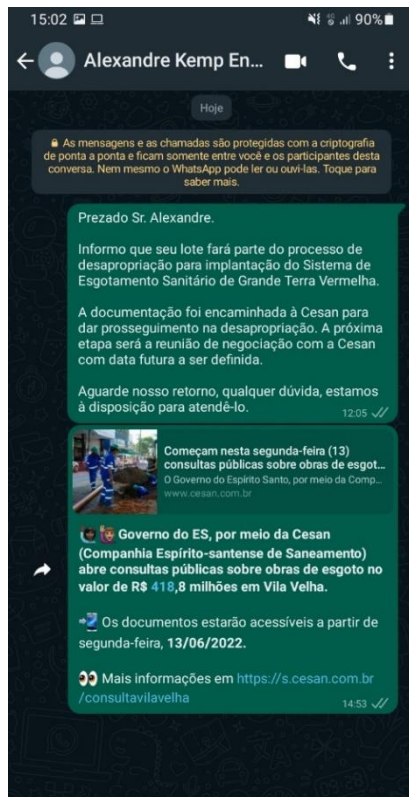 15:02
4G
90%
Alexandre Kemp En...
Hoje
As mensagens e as chamadas são protegidas com a criptografia
de ponta a ponta e ficam somente entre você e os participantes desta
conversa. Nem mesmo o WhatsApp pode ler ou ouvi-las. Toque para
saber mais.
Prezado Sr. Alexandre.
Informo que seu lote fará parte do processo de
desapropriação para implantação do Sistema de
Esgotamento Sanitário de Grande Terra Vermelha.
A documentação foi encaminhada à Cesan para
dar prosseguimento na desapropriação. A próxima
etapa será a reunião de negociação com a Cesan
com data futura a ser definida.
Aguarde nosso retorno, qualquer dúvida, estamos
à disposição para atendê-lo.
12:05
Começam nesta segunda-feira (13)
consultas públicas sobre obras de esgot...
O Governo do Espírito Santo, por meio da Comp...
www.cesan.com.br
Governo do ES, por meio da Cesan
(Companhia Espírito-santense de Saneamento)
abre consultas públicas sobre obras de esgoto no
valor de R$ 418,8 milhões em Vila Velha.
Os documentos estarão acessíveis a partir de
segunda-feira, 13/06/2022.
Mais informações em https://s.cesan.com.br
/consultavilavelha
14:53